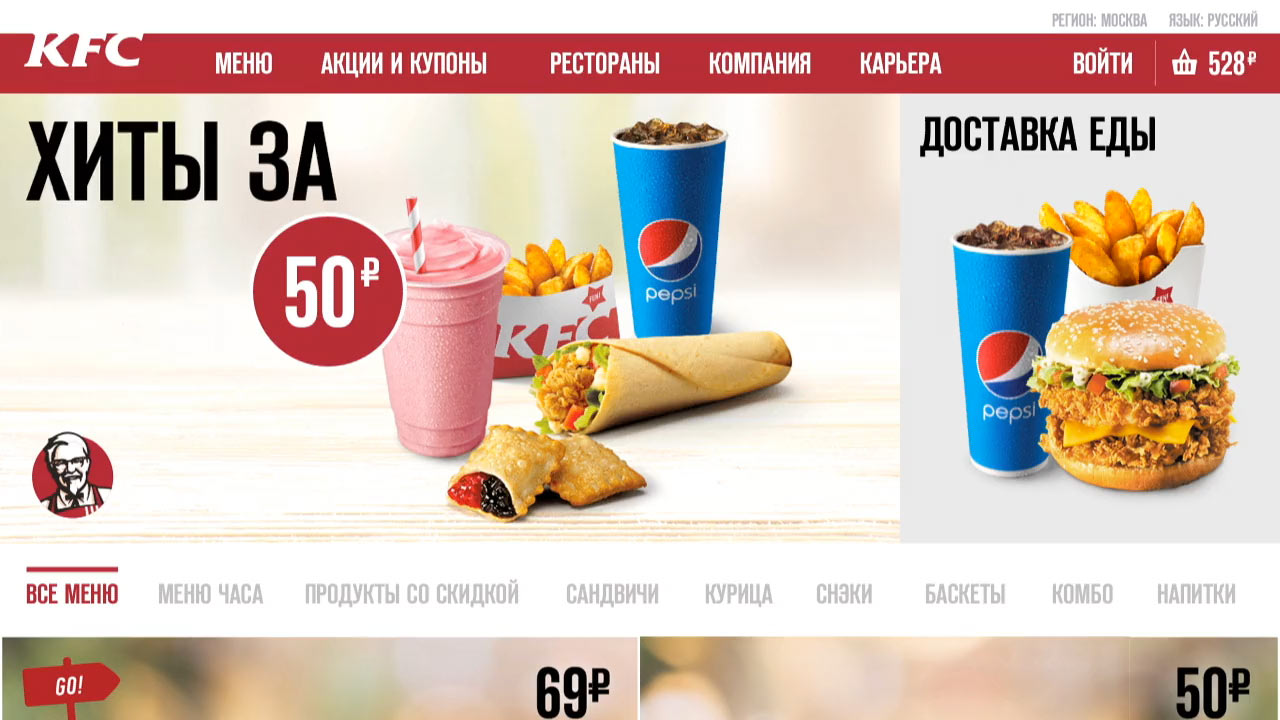 РЕГИОН: МОСКВА ЯЗЫК: РУССКИЙ
KFC МЕНЮ АКЦИИ И КУПОНЫ РЕСТОРАНЫ КОМПАНИЯ КАРЬЕРА ВОЙТИ 528₽
ХИТЫ ЗА
50₽
FUN!
KFC
pepsi
ДОСТАВКА ЕДЫ
pepsi
ВСЕ МЕНЮ МЕНЮ ЧАСА ПРОДУКТЫ СО СКИДКОЙ САНДВИЧИ КУРИЦА СНЭКИ БАСКЕТЫ КОМБО НАПИТКИ
GO! 69₽ 50₽